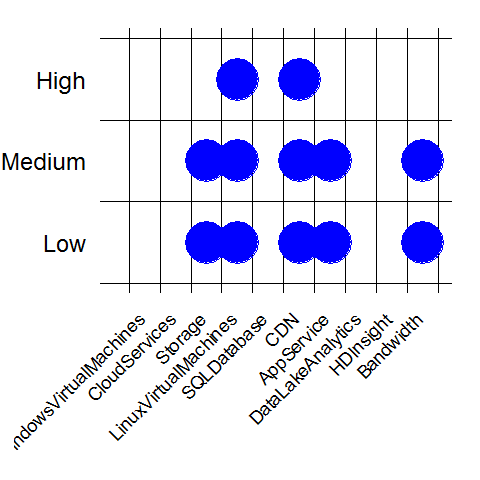 High
Medium
Low
ndowsVirtualMachines
CloudServices
Storage
LinuxVirtualMachines
SQLDatabase
CDN
AppService
DataLakeAnalytics
HDInsight
Bandwidth